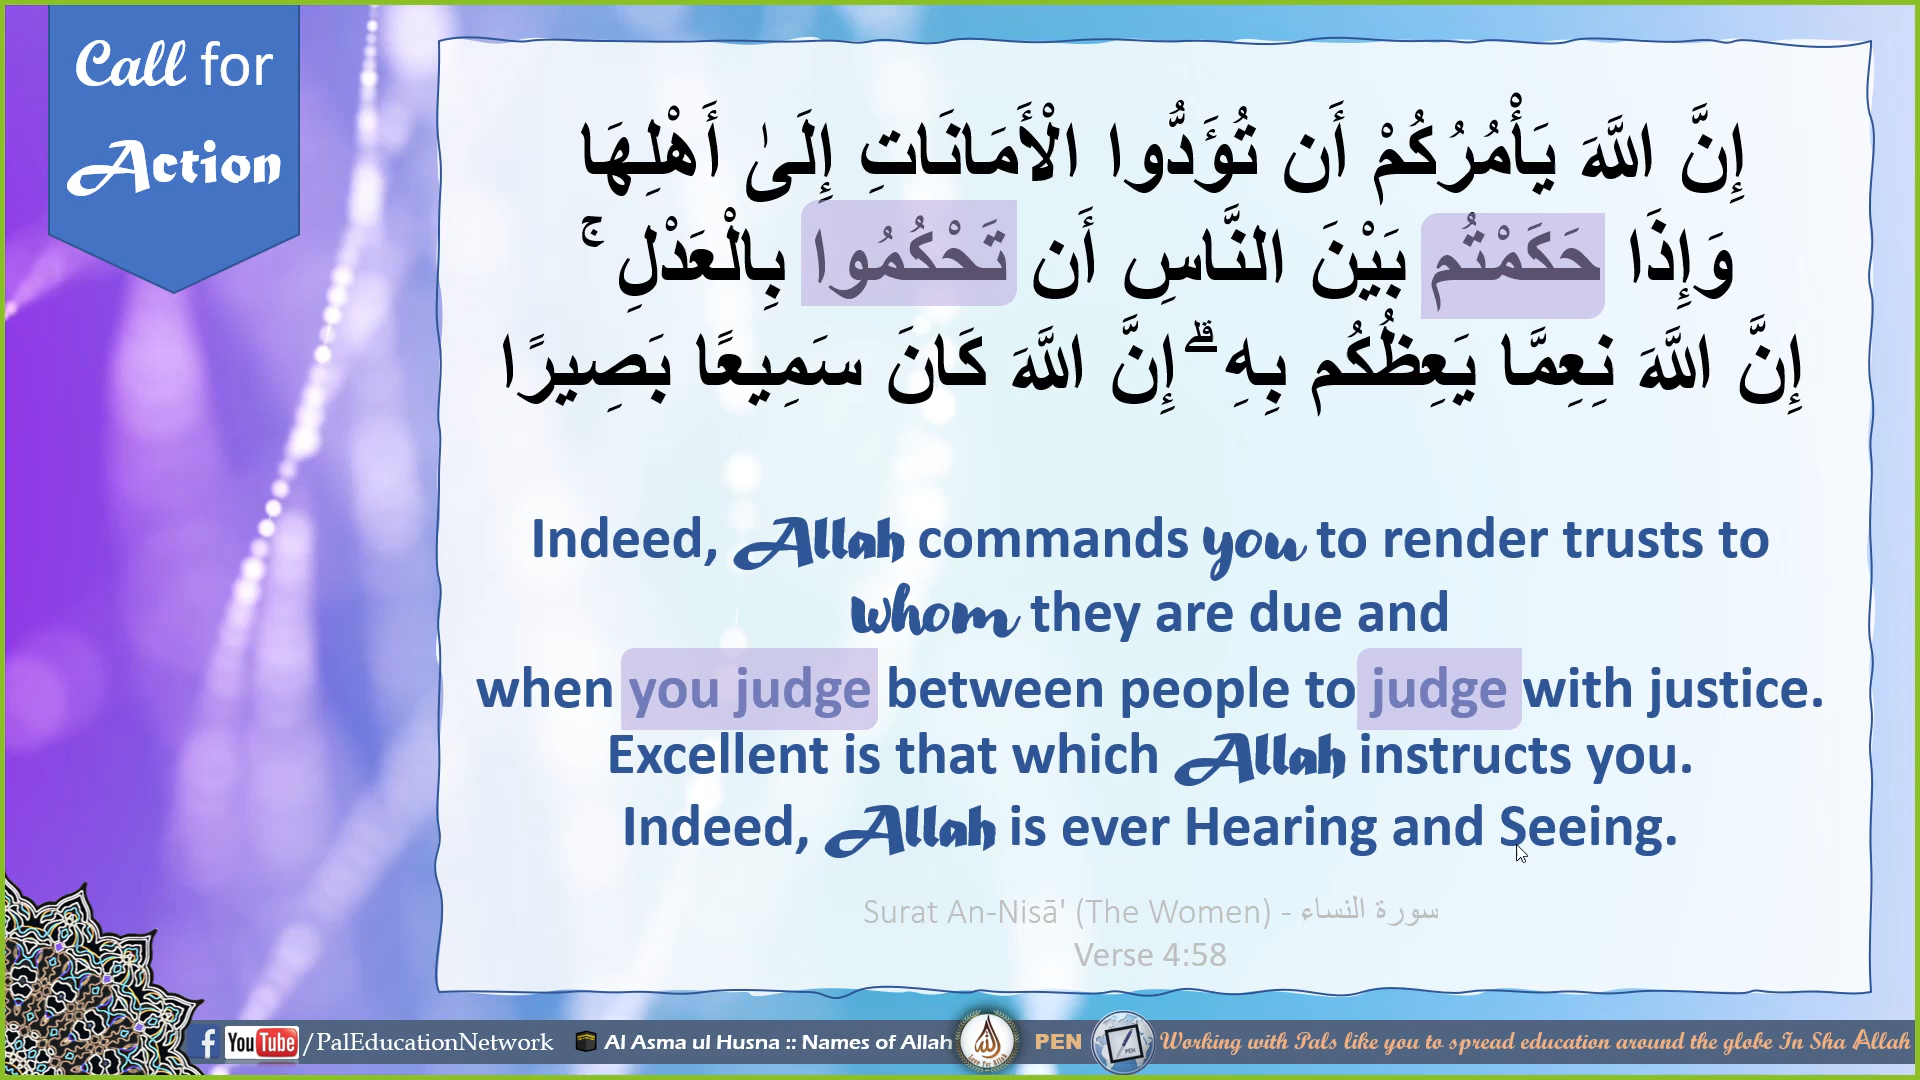 Call for
Action
إِنَّ اللَّهَ يَأْمُرُكُمْ أَن تُؤَدُّوا الْأَمَانَاتِ إِلَىٰ أَهْلِهَا
وَإِذَا حَكَمْتُم بَيْنَ النَّاسِ أَن تَحْكُمُوا بِالْعَدْلِ ۚ
إِنَّ اللَّهَ نِعِمَّا يَعِظُكُم بِهِ ۗ إِنَّ اللَّهَ كَانَ سَمِيعًا بَصِيرًا
Indeed, Allah commands you to render trusts to
whom they are due and
when you judge between people to judge with justice.
Excellent is that which Allah instructs you.
Indeed, Allah is ever Hearing and Seeing.
Surat An-Nisā' (The Women) - سورة النساء
Verse 4:58
f YouTube /PalEducationNetwork Al Asma ul Husna :: Names of Allah PEN Working with Pals like you to spread education around the globe In Sha Allah